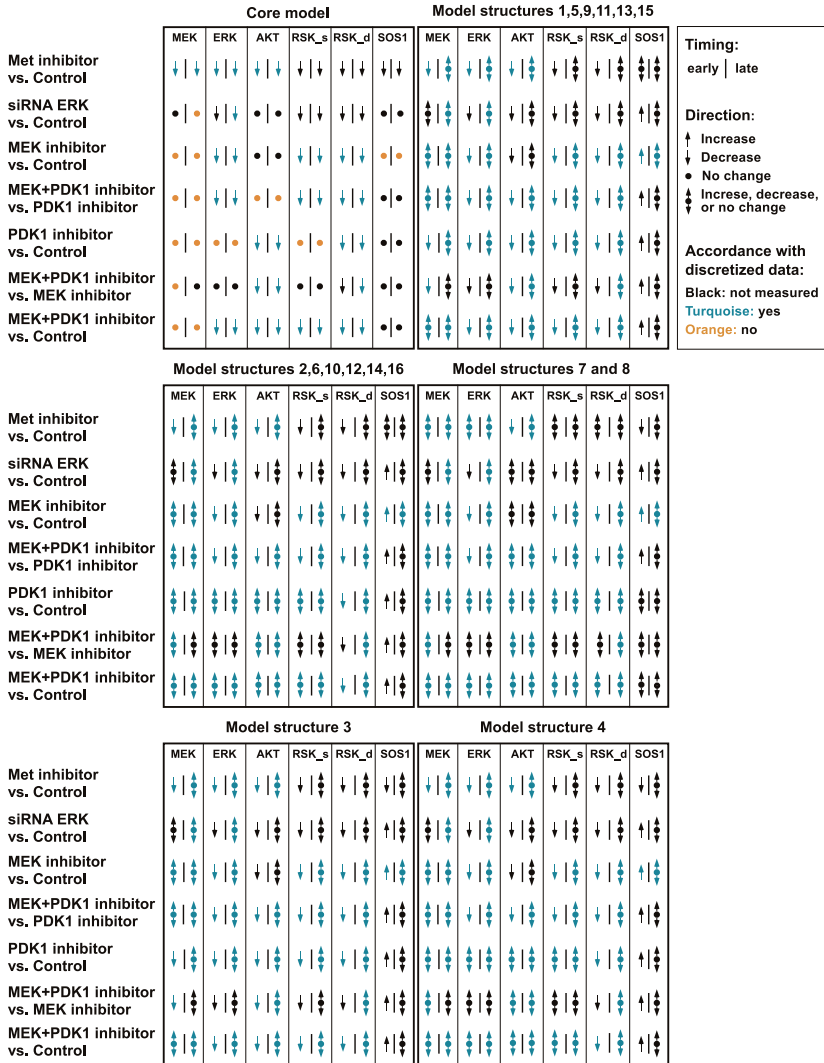 Core model
Model structures 1,5,9,11,13,15
MEK ERK AKT RSK_s RSK_d SOS1
MEK ERK AKT RSK_s RSK_d SOS1
Met inhibitor
vs. Control
siRNA ERK
vs. Control
MEK inhibitor
vs. Control
MEK+PDK1 inhibitor
vs. PDK1 inhibitor
PDK1 inhibitor
vs. Control
MEK+PDK1 inhibitor
vs. MEK inhibitor
MEK+PDK1 inhibitor
vs. Control
Timing:
early | late
Direction:
Increase
Decrease
No change
Increse, decrease,
or no change
Accordance with
discretized data:
Black: not measured
Turquoise: yes
Orange: no
Model structures 2,6,10,12,14,16
Model structures 7 and 8
MEK ERK AKT RSK_s RSK_d SOS1
MEK ERK AKT RSK_s RSK_d SOS1
Met inhibitor
vs. Control
siRNA ERK
vs. Control
MEK inhibitor
vs. Control
MEK+PDK1 inhibitor
vs. PDK1 inhibitor
PDK1 inhibitor
vs. Control
MEK+PDK1 inhibitor
vs. MEK inhibitor
MEK+PDK1 inhibitor
vs. Control
Model structure 3
Model structure 4
MEK ERK AKT RSK_s RSK_d SOS1
MEK ERK AKT RSK_s RSK_d SOS1
Met inhibitor
vs. Control
siRNA ERK
vs. Control
MEK inhibitor
vs. Control
MEK+PDK1 inhibitor
vs. PDK1 inhibitor
PDK1 inhibitor
vs. Control
MEK+PDK1 inhibitor
vs. MEK inhibitor
MEK+PDK1 inhibitor
vs. Control